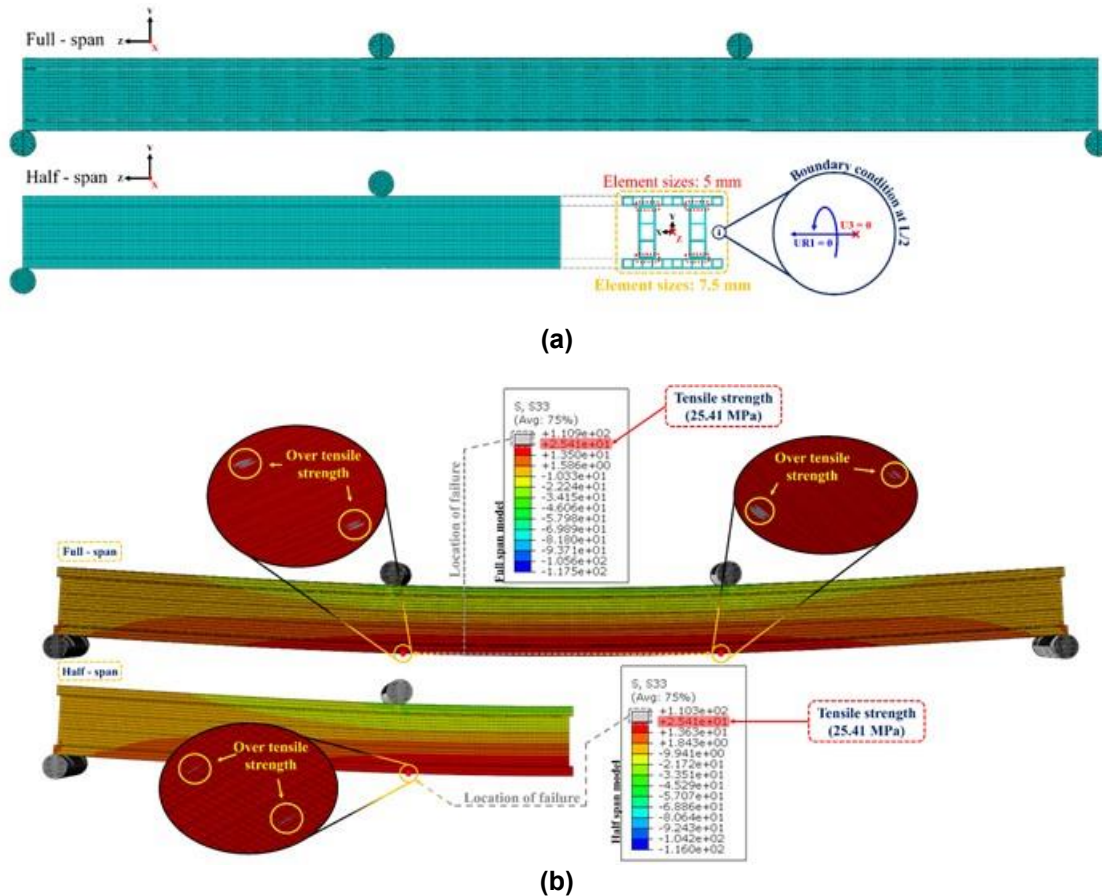 Full - span
Y
Z
X
Half - span
Y
Z
X
Element sizes: 5 mm
Y
X
Z
Element sizes: 7.5 mm
Boundary condition at L/2
U3 = 0
UR1 = 0
(a)
S, S33
(Avg: 75%)
+1.109e+02
+2.541e+01
+1.350e+01
+1.586e+00
-1.033e+01
-2.224e+01
-3.415e+01
-4.606e+01
-5.798e+01
-6.989e+01
-8.180e+01
-9.371e+01
-1.056e+02
-1.175e+02
Full span model
Location of failure
Tensile strength
(25.41 MPa)
Over tensile
strength
Over tensile
strength
Full - span
Half - span
Over tensile
strength
Location of failure
Half span model
S, S33
(Avg: 75%)
+1.103e+02
+2.541e+01
+1.363e+01
+1.843e+00
-9.941e+00
-2.172e+01
-3.351e+01
-4.529e+01
-5.707e+01
-6.886e+01
-8.064e+01
-9.243e+01
-1.042e+02
-1.160e+02
Tensile strength
(25.41 MPa)
(b)